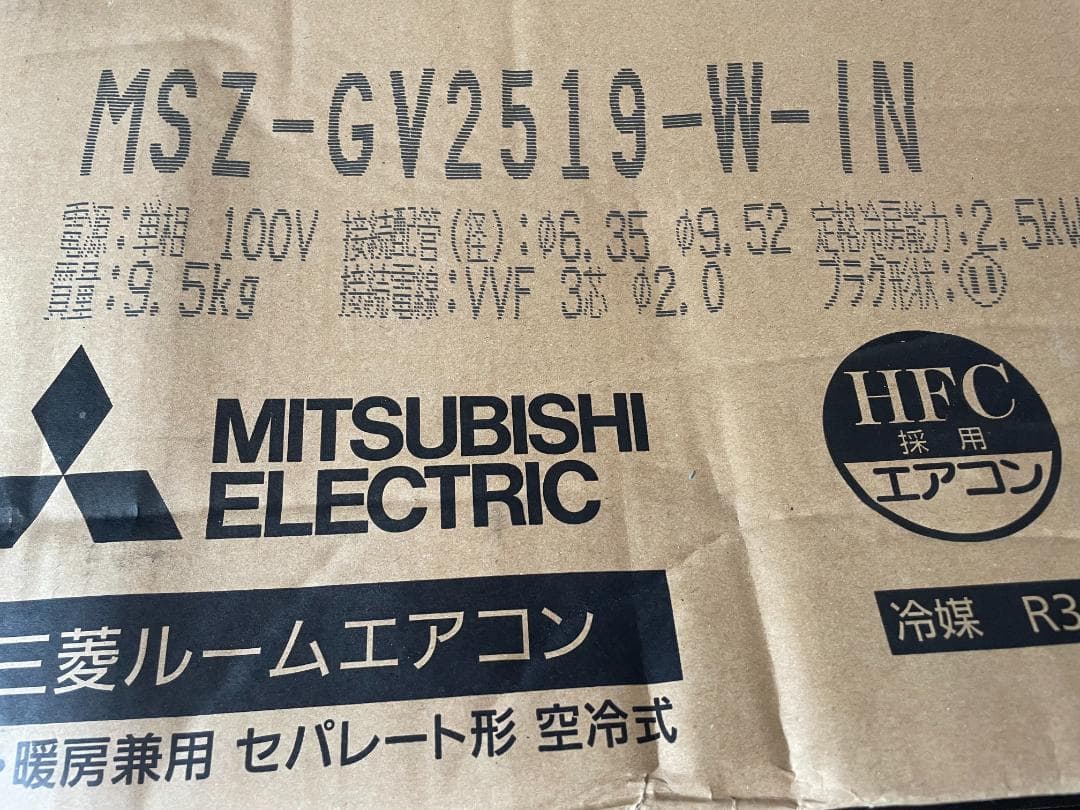 MSZ-GV2519-W-IN
電源:単相 100V 接続配管(径):φ6.35 φ9.52 定格冷房能力:2.5kW
質量:9.5kg 接続電線:VVF 3芯 φ2.0 プラグ形状:
MITSUBISHI
ELECTRIC
HFC
採用
エアコン
三菱ルームエアコン
冷媒 R3
・暖房兼用 セパレート形 空冷式